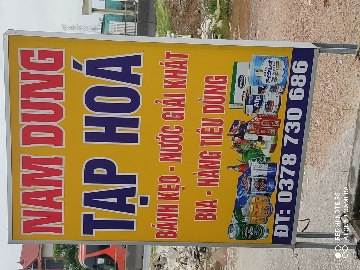 NAM DUNG
TẠP HOÁ
BÁNH KẸO - NƯỚC GIẢI KHÁT
BIA - HÀNG TIÊU DÙNG
ĐT: 0378 730 686